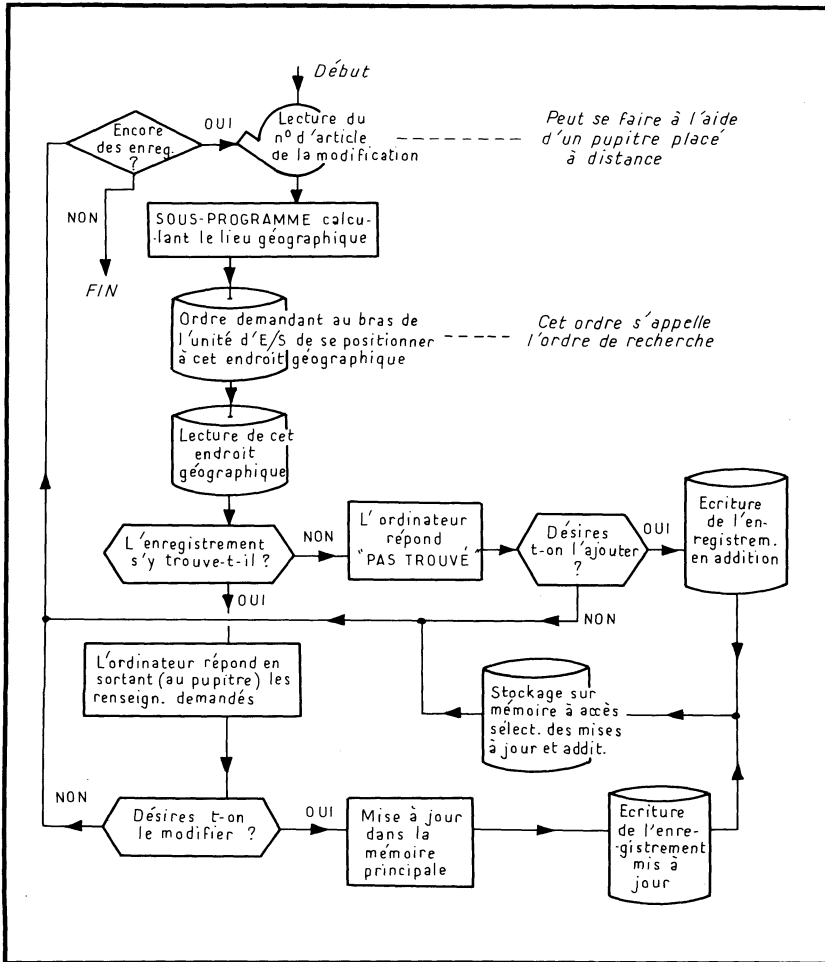 Début
Encore
des enreg.
?
OUI
Lecture du
n° d'article
de la modification
Peut se faire à l'aide
d'un pupitre placé
à distance
NON
FIN
SOUS-PROGRAMME calcu-
-lant le lieu géographique
Ordre demandant au bras de
l'unité d'E/S de se positionner
à cet endroit géographique
Cet ordre s'appelle
l'ordre de recherche
Lecture de cet
endroit
géographique
L'enregistrement
s'y trouve-t-il ?
NON
L'ordinateur
répond
"PAS TROUVÉ"
Désires
t-on l'ajouter
?
OUI
Ecriture
de l'en-
registrem.
en addition
OUI
NON
L'ordinateur répond en
sortant (au pupitre) les
renseign. demandés
Stockage sur
mémoire à accès
sélect. des mises
à jour et addit.
NON
Désires t-on
le modifier ?
OUI
Mise à jour
dans la
mémoire
principale
Ecriture
de l'enre-
-gistrement
mis à
jour